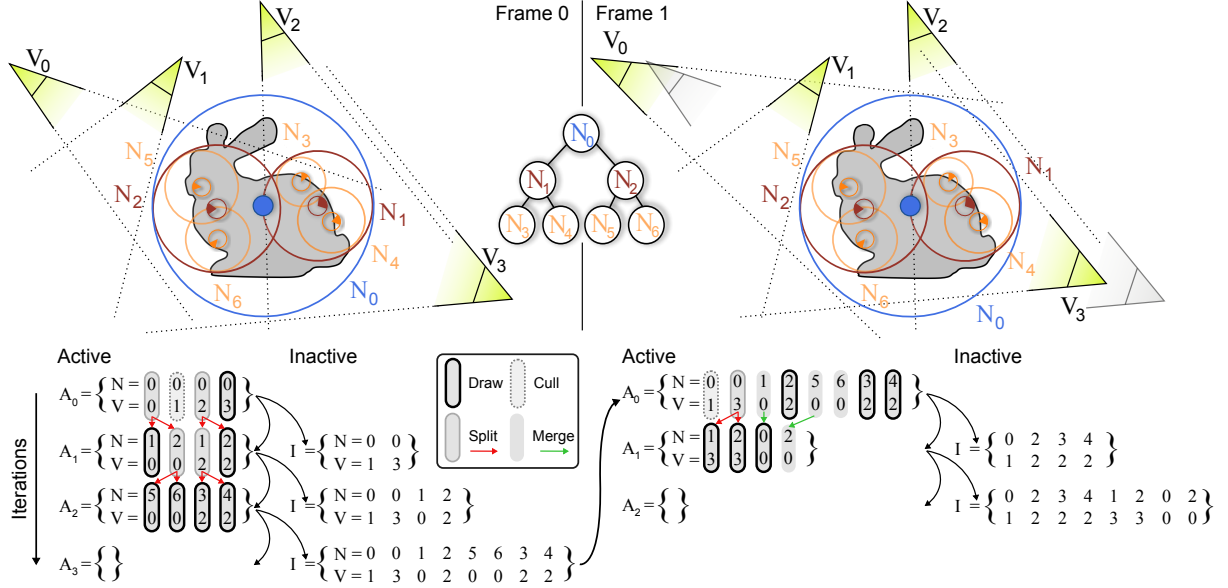 Frame 0
Frame 1
V0
V1
V2
V3
N5
N3
N2
N1
N4
N6
N0
N0
N1
N2
N3
N4
N5
N6
V0
V1
V2
V3
N5
N3
N1
N2
N4
N6
N0
Active
Inactive
A0 = { N = 0 0 0 0 }
V = 0 1 2 3
A1 = { N = 1 2 1 2 }
V = 0 0 2 2
I = { N = 0 0 }
V = 1 3
A2 = { N = 5 6 3 4 }
V = 0 0 2 2
I = { N = 0 0 1 2 }
V = 1 3 0 2
A3 = { }
I = { N = 0 0 1 2 5 6 3 4 }
V = 1 3 0 2 0 0 2 2
Iterations
Draw
Cull
Split
Merge
Active
Inactive
A0 = { N = 0 0 1 2 5 6 3 4 }
V = 1 3 0 2 0 0 2 2
A1 = { N = 1 2 0 2 }
V = 3 3 0 0
I = { 0 2 3 4 }
1 2 2 2
A2 = { }
I = { 0 2 3 4 1 2 0 2 }
1 2 2 2 3 3 0 0